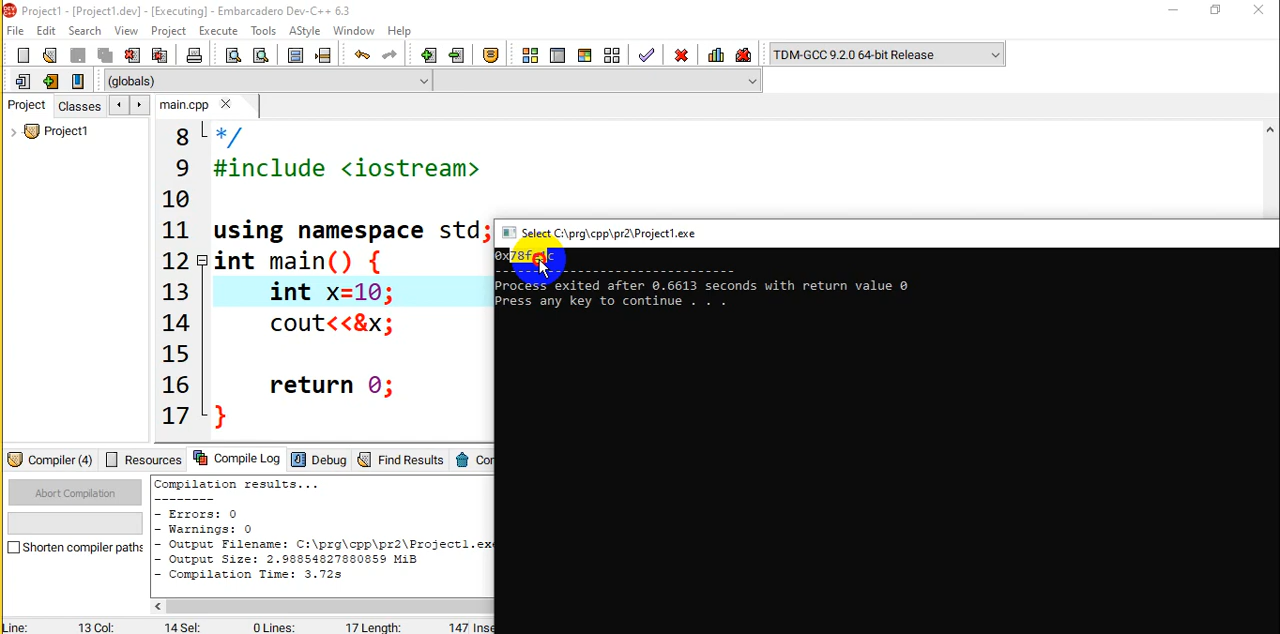 Project1 - [Project1.dev] - [Executing] - Embarcadero Dev-C++ 6.3
File Edit Search View Project Execute Tools AStyle Window Help
TDM-GCC 9.2.0 64-bit Release
(globals)
Project Classes main.cpp
Project1
8 */
9 #include <iostream>
10
11 using namespace std;
12 int main() {
13 int x=10;
14 cout<<&x;
15
16 return 0;
17 }
Select C:\prg\cpp\pr2\Project1.exe
--------------------------------
Process exited after 0.6613 seconds with return value 0
Press any key to continue . . .
Compiler (4) Resources Compile Log Debug Find Results
Abort Compilation
Shorten compiler paths
Compilation results...
--------
- Errors: 0
- Warnings: 0
- Output Filename: C:\prg\cpp\pr2\Project1.exe
- Output Size: 2.98854827880859 MiB
- Compilation Time: 3.72s
Line: 13 Col: 14 Sel: 0 Lines: 17 Length: 147